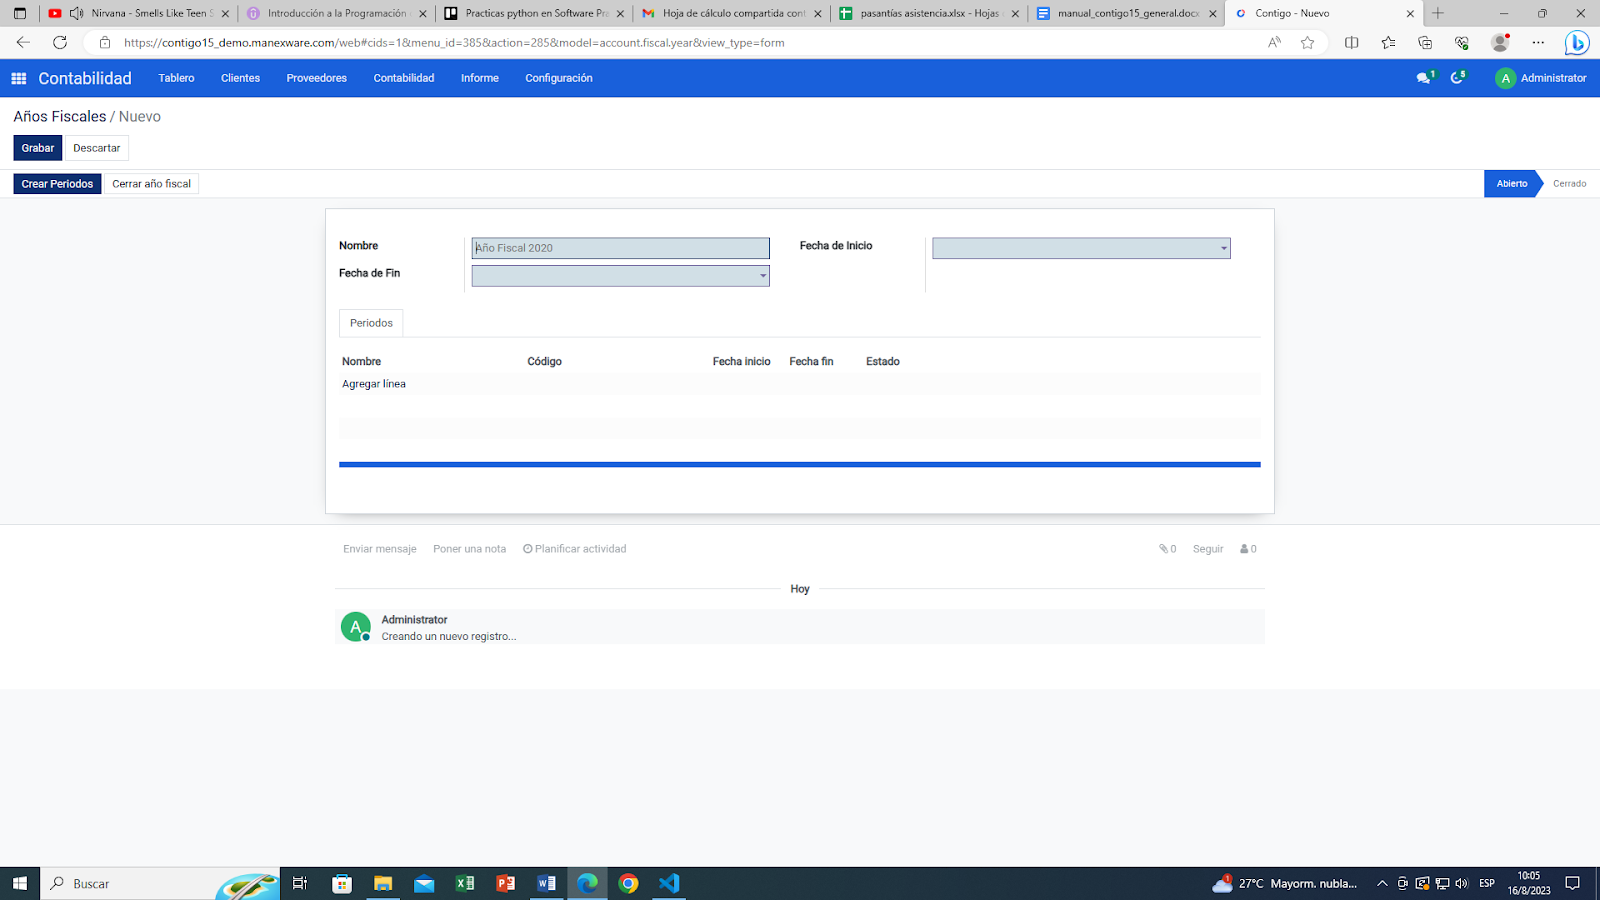 Nirvana - Smells Like Teen S
Introducción a la Programación
Practicas python en Software Pra
Hoja de cálculo compartida cont
pasantías asistencia.xlsx - Hojas
manual_contigo15_general.docx
Contigo - Nuevo
https://contigo15_demo.manexware.com/web#cids=1&menu_id=385&action=285&model=account.fiscal.year&view_type=form
Contabilidad Tablero Clientes Proveedores Contabilidad Informe Configuración 1 5 A Administrator
Años Fiscales / Nuevo
Grabar Descartar
Crear Periodos Cerrar año fiscal Abierto Cerrado
Nombre Año Fiscal 2020 Fecha de Inicio
Fecha de Fin
Periodos
Nombre Código Fecha inicio Fecha fin Estado
Agregar línea
Enviar mensaje Poner una nota Planificar actividad 0 Seguir 0
Hoy
A Administrator
Creando un nuevo registro...
Buscar 1 27°C Mayorm. nubla... ESP 10:05
16/8/2023